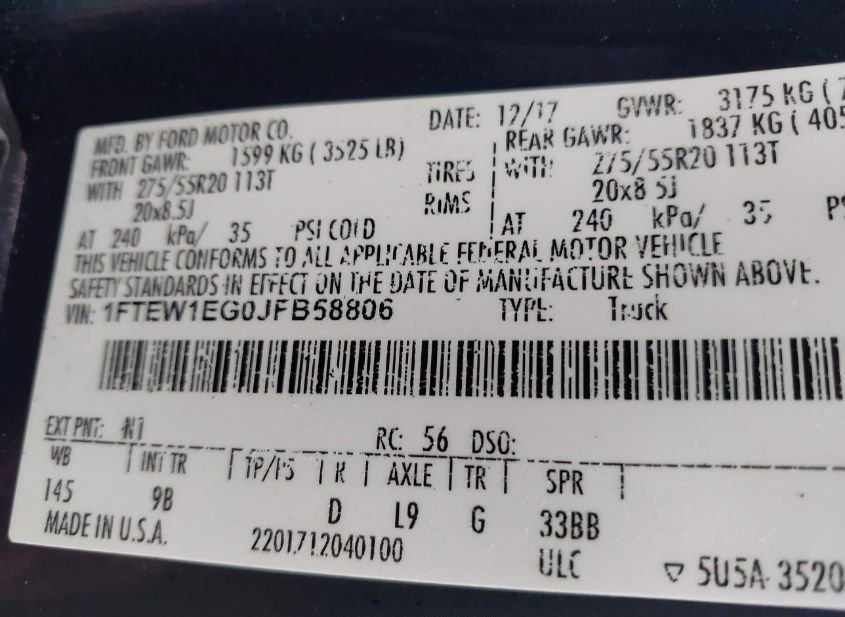 MFD. BY FORD MOTOR CO. DATE: 12/17 GVWR: 3175 KG (
FRONT GAWR: 1599 KG ( 3525 LB) REAR GAWR: 1837 KG ( 405
WITH 275/55R20 113T TIRES WITH 275/55R20 113T
20x8.5J RIMS 20x8.5J
AT 240 kPa/ 35 PSI COLD AT 240 kPa/ 35 PS
THIS VEHICLE CONFORMS TO ALL APPLICABLE FEDERAL MOTOR VEHICLE
SAFETY STANDARDS IN EFFECT ON THE DATE OF MANUFACTURE SHOWN ABOVE.
VIN: 1FTEW1EG0JFB58806 TYPE: Truck
EXT PNT: N1 RC: 56 DSO:
WB INT TR TP/PS R AXLE TR SPR
145 9B D L9 G 33BB
MADE IN U.S.A. 2201712040100 ULC 5U5A-3520